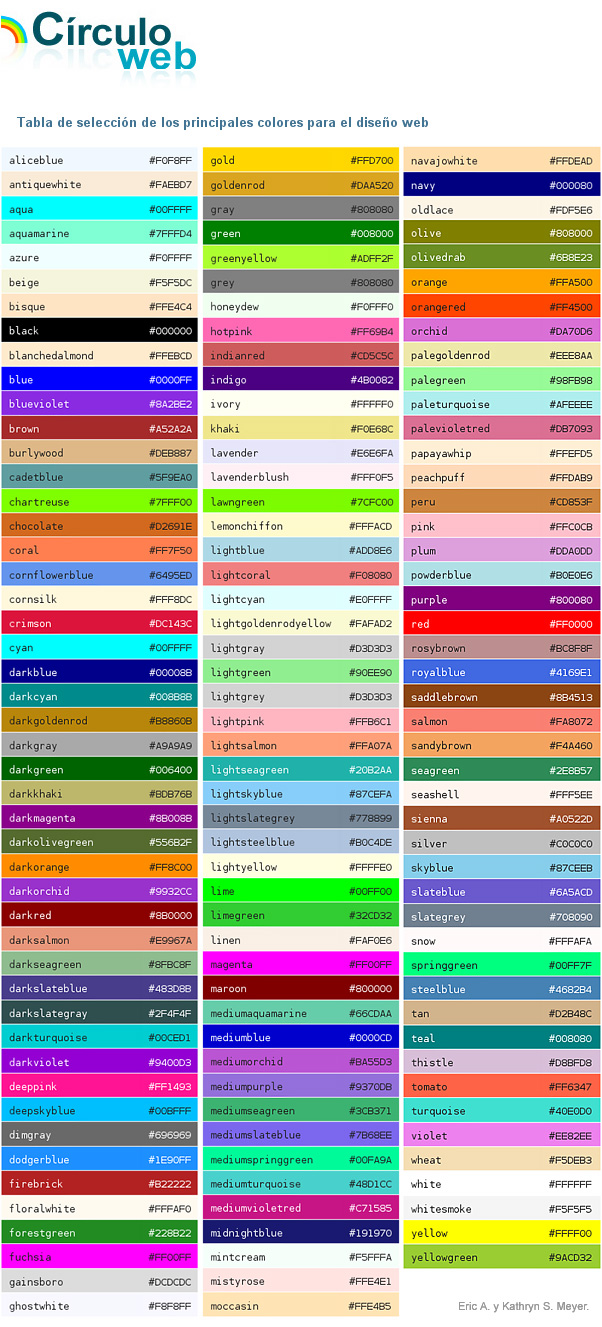 Círculo
web
Tabla de selección de los principales colores para el diseño web
aliceblue #F0F8FF
antiquewhite #FAEBD7
aqua #00FFFF
aquamarine #7FFFD4
azure #F0FFFF
beige #F5F5DC
bisque #FFE4C4
black #000000
blanchedalmond #FFEBCD
blue #0000FF
blueviolet #8A2BE2
brown #A52A2A
burlywood #DEB887
cadetblue #5F9EA0
chartreuse #7FFF00
chocolate #D2691E
coral #FF7F50
cornflowerblue #6495ED
cornsilk #FFF8DC
crimson #DC143C
cyan #00FFFF
darkblue #00008B
darkcyan #008B8B
darkgoldenrod #B8860B
darkgray #A9A9A9
darkgreen #006400
darkkhaki #BDB76B
darkmagenta #8B008B
darkolivegreen #556B2F
darkorange #FF8C00
darkorchid #9932CC
darkred #8B0000
darksalmon #E9967A
darkseagreen #8FBC8F
darkslateblue #483D8B
darkslategray #2F4F4F
darkturquoise #00CED1
darkviolet #9400D3
deeppink #FF1493
deepskyblue #00BFFF
dimgray #696969
dodgerblue #1E90FF
firebrick #B22222
floralwhite #FFFAF0
forestgreen #228B22
fuchsia #FF00FF
gainsboro #DCDCDC
ghostwhite #F8F8FF
gold #FFD700
goldenrod #DAA520
gray #808080
green #008000
greenyellow #ADFF2F
grey #808080
honeydew #F0FFF0
hotpink #FF69B4
indianred #CD5C5C
indigo #4B0082
ivory #FFFFF0
khaki #F0E68C
lavender #E6E6FA
lavenderblush #FFF0F5
lawngreen #7CFC00
lemonchiffon #FFFACD
lightblue #ADD8E6
lightcoral #F08080
lightcyan #E0FFFF
lightgoldenrodyellow #FAFAD2
lightgray #D3D3D3
lightgreen #90EE90
lightgrey #D3D3D3
lightpink #FFB6C1
lightsalmon #FFA07A
lightseagreen #20B2AA
lightskyblue #87CEFA
lightslategrey #778899
lightsteelblue #B0C4DE
lightyellow #FFFFE0
lime #00FF00
limegreen #32CD32
linen #FAF0E6
magenta #FF00FF
maroon #800000
mediumaquamarine #66CDAA
mediumblue #0000CD
mediumorchid #BA55D3
mediumpurple #9370DB
mediumseagreen #3CB371
mediumslateblue #7B68EE
mediumspringgreen #00FA9A
mediumturquoise #48D1CC
mediumvioletred #C71585
midnightblue #191970
mintcream #F5FFFA
mistyrose #FFE4E1
moccasin #FFE4B5
navajowhite #FFDEAD
navy #000080
oldlace #FDF5E6
olive #808000
olivedrab #6B8E23
orange #FFA500
orangered #FF4500
orchid #DA70D6
palegoldenrod #EEE8AA
palegreen #98FB98
paleturquoise #AFEEEE
palevioletred #DB7093
papayawhip #FFEFD5
peachpuff #FFDAB9
peru #CD853F
pink #FFC0CB
plum #DDA0DD
powderblue #B0E0E6
purple #800080
red #FF0000
rosybrown #BC8F8F
royalblue #4169E1
saddlebrown #8B4513
salmon #FA8072
sandybrown #F4A460
seagreen #2E8B57
seashell #FFF5EE
sienna #A0522D
silver #C0C0C0
skyblue #87CEEB
slateblue #6A5ACD
slategrey #708090
snow #FFFAFA
springgreen #00FF7F
steelblue #4682B4
tan #D2B48C
teal #008080
thistle #D8BFD8
tomato #FF6347
turquoise #40E0D0
violet #EE82EE
wheat #F5DEB3
white #FFFFFF
whitesmoke #F5F5F5
yellow #FFFF00
yellowgreen #9ACD32
Eric A. y Kathryn S. Meyer.